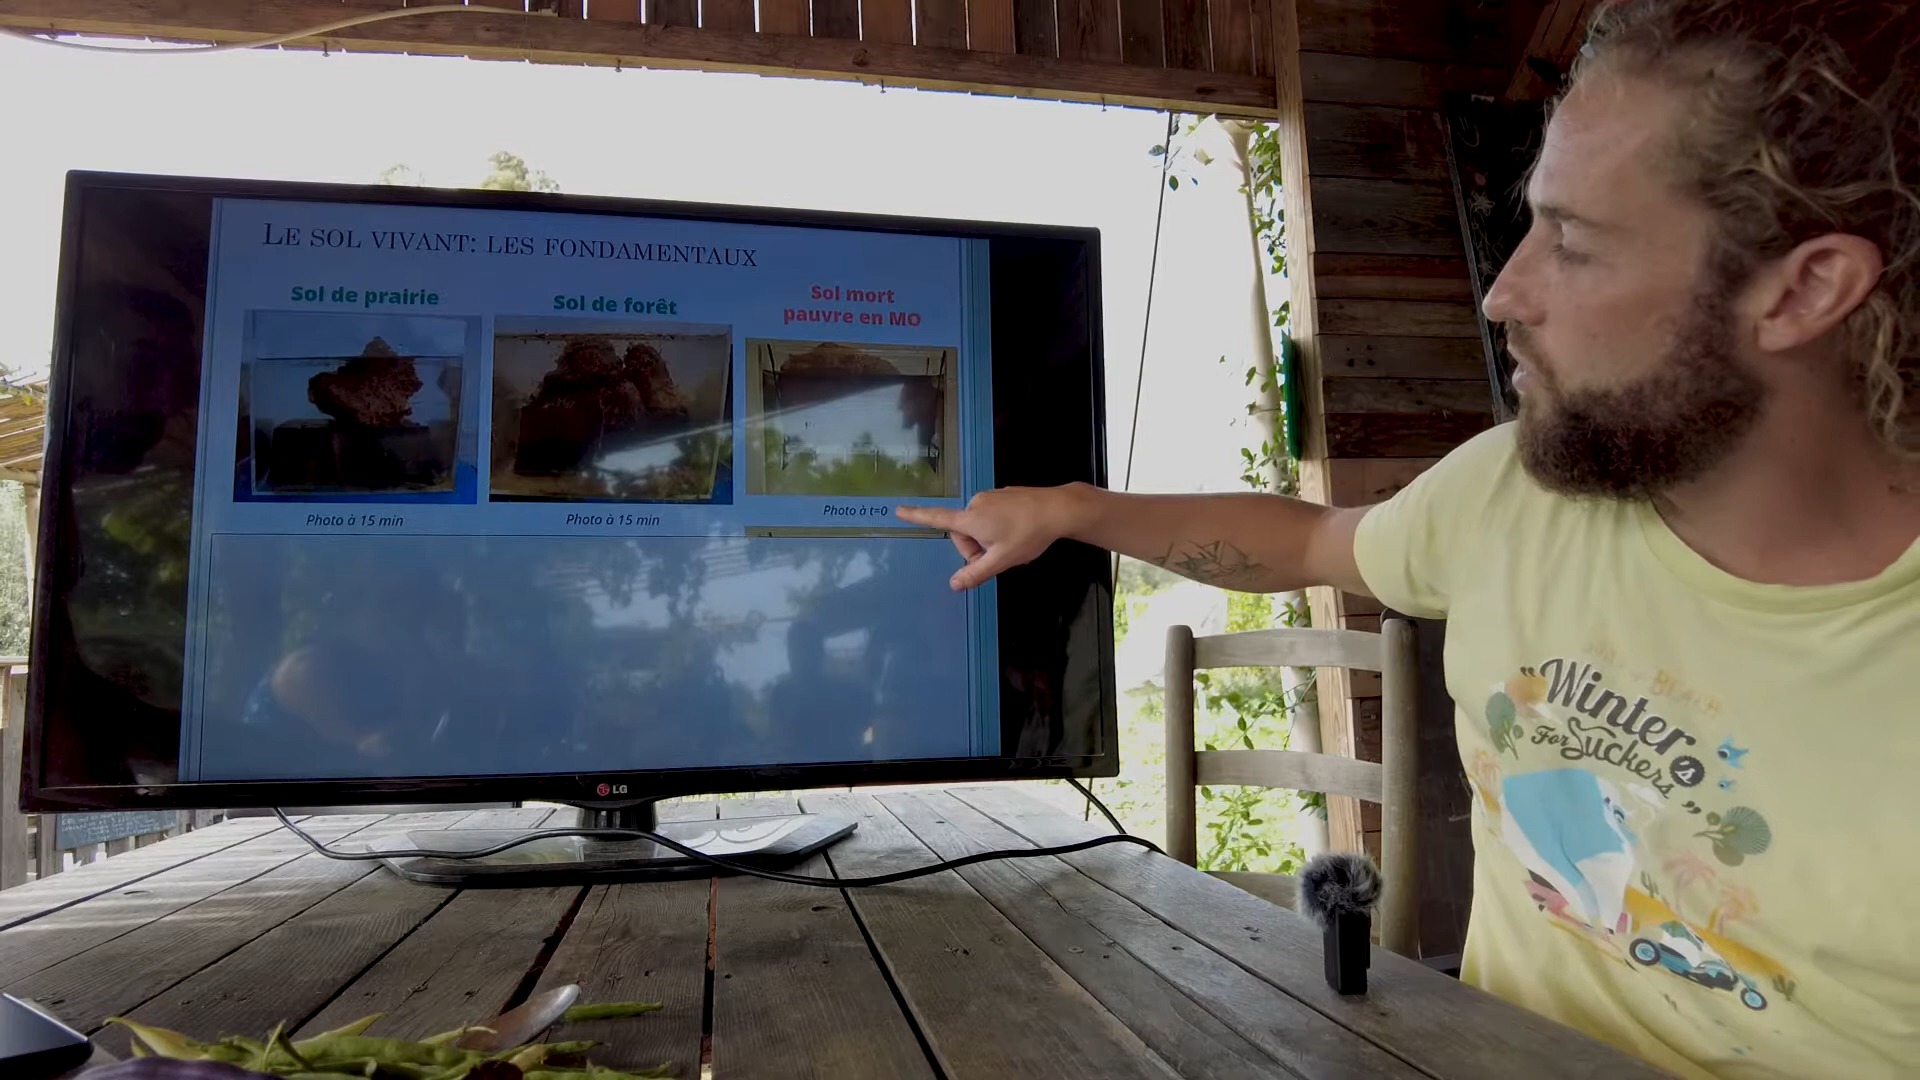 LE SOL VIVANT: LES FONDAMENTAUX
Sol de prairie
Sol de forêt
Sol mort
pauvre en MO
Photo à 15 min
Photo à 15 min
Photo à t=0
LG
"Winter
For Suckers"